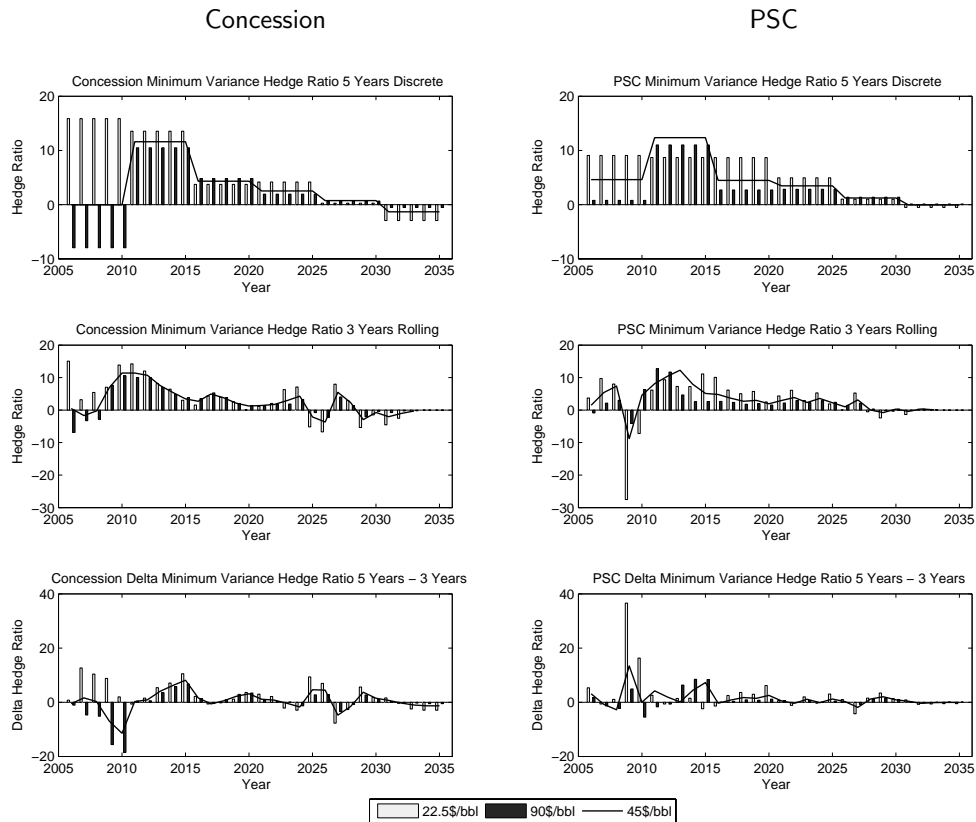 Concession
PSC
Concession Minimum Variance Hedge Ratio 5 Years Discrete
20
10
0
−10
Hedge Ratio
2005 2010 2015 2020 2025 2030 2035
Year
PSC Minimum Variance Hedge Ratio 5 Years Discrete
20
10
0
−10
Hedge Ratio
2005 2010 2015 2020 2025 2030 2035
Year
Concession Minimum Variance Hedge Ratio 3 Years Rolling
20
10
0
−10
−20
−30
Hedge Ratio
2005 2010 2015 2020 2025 2030 2035
Year
PSC Minimum Variance Hedge Ratio 3 Years Rolling
20
10
0
−10
−20
−30
Hedge Ratio
2005 2010 2015 2020 2025 2030 2035
Year
Concession Delta Minimum Variance Hedge Ratio 5 Years − 3 Years
40
20
0
−20
Delta Hedge Ratio
2005 2010 2015 2020 2025 2030 2035
Year
PSC Delta Minimum Variance Hedge Ratio 5 Years − 3 Years
40
20
0
−20
Delta Hedge Ratio
2005 2010 2015 2020 2025 2030 2035
Year
22.5$/bbl 90$/bbl 45$/bbl